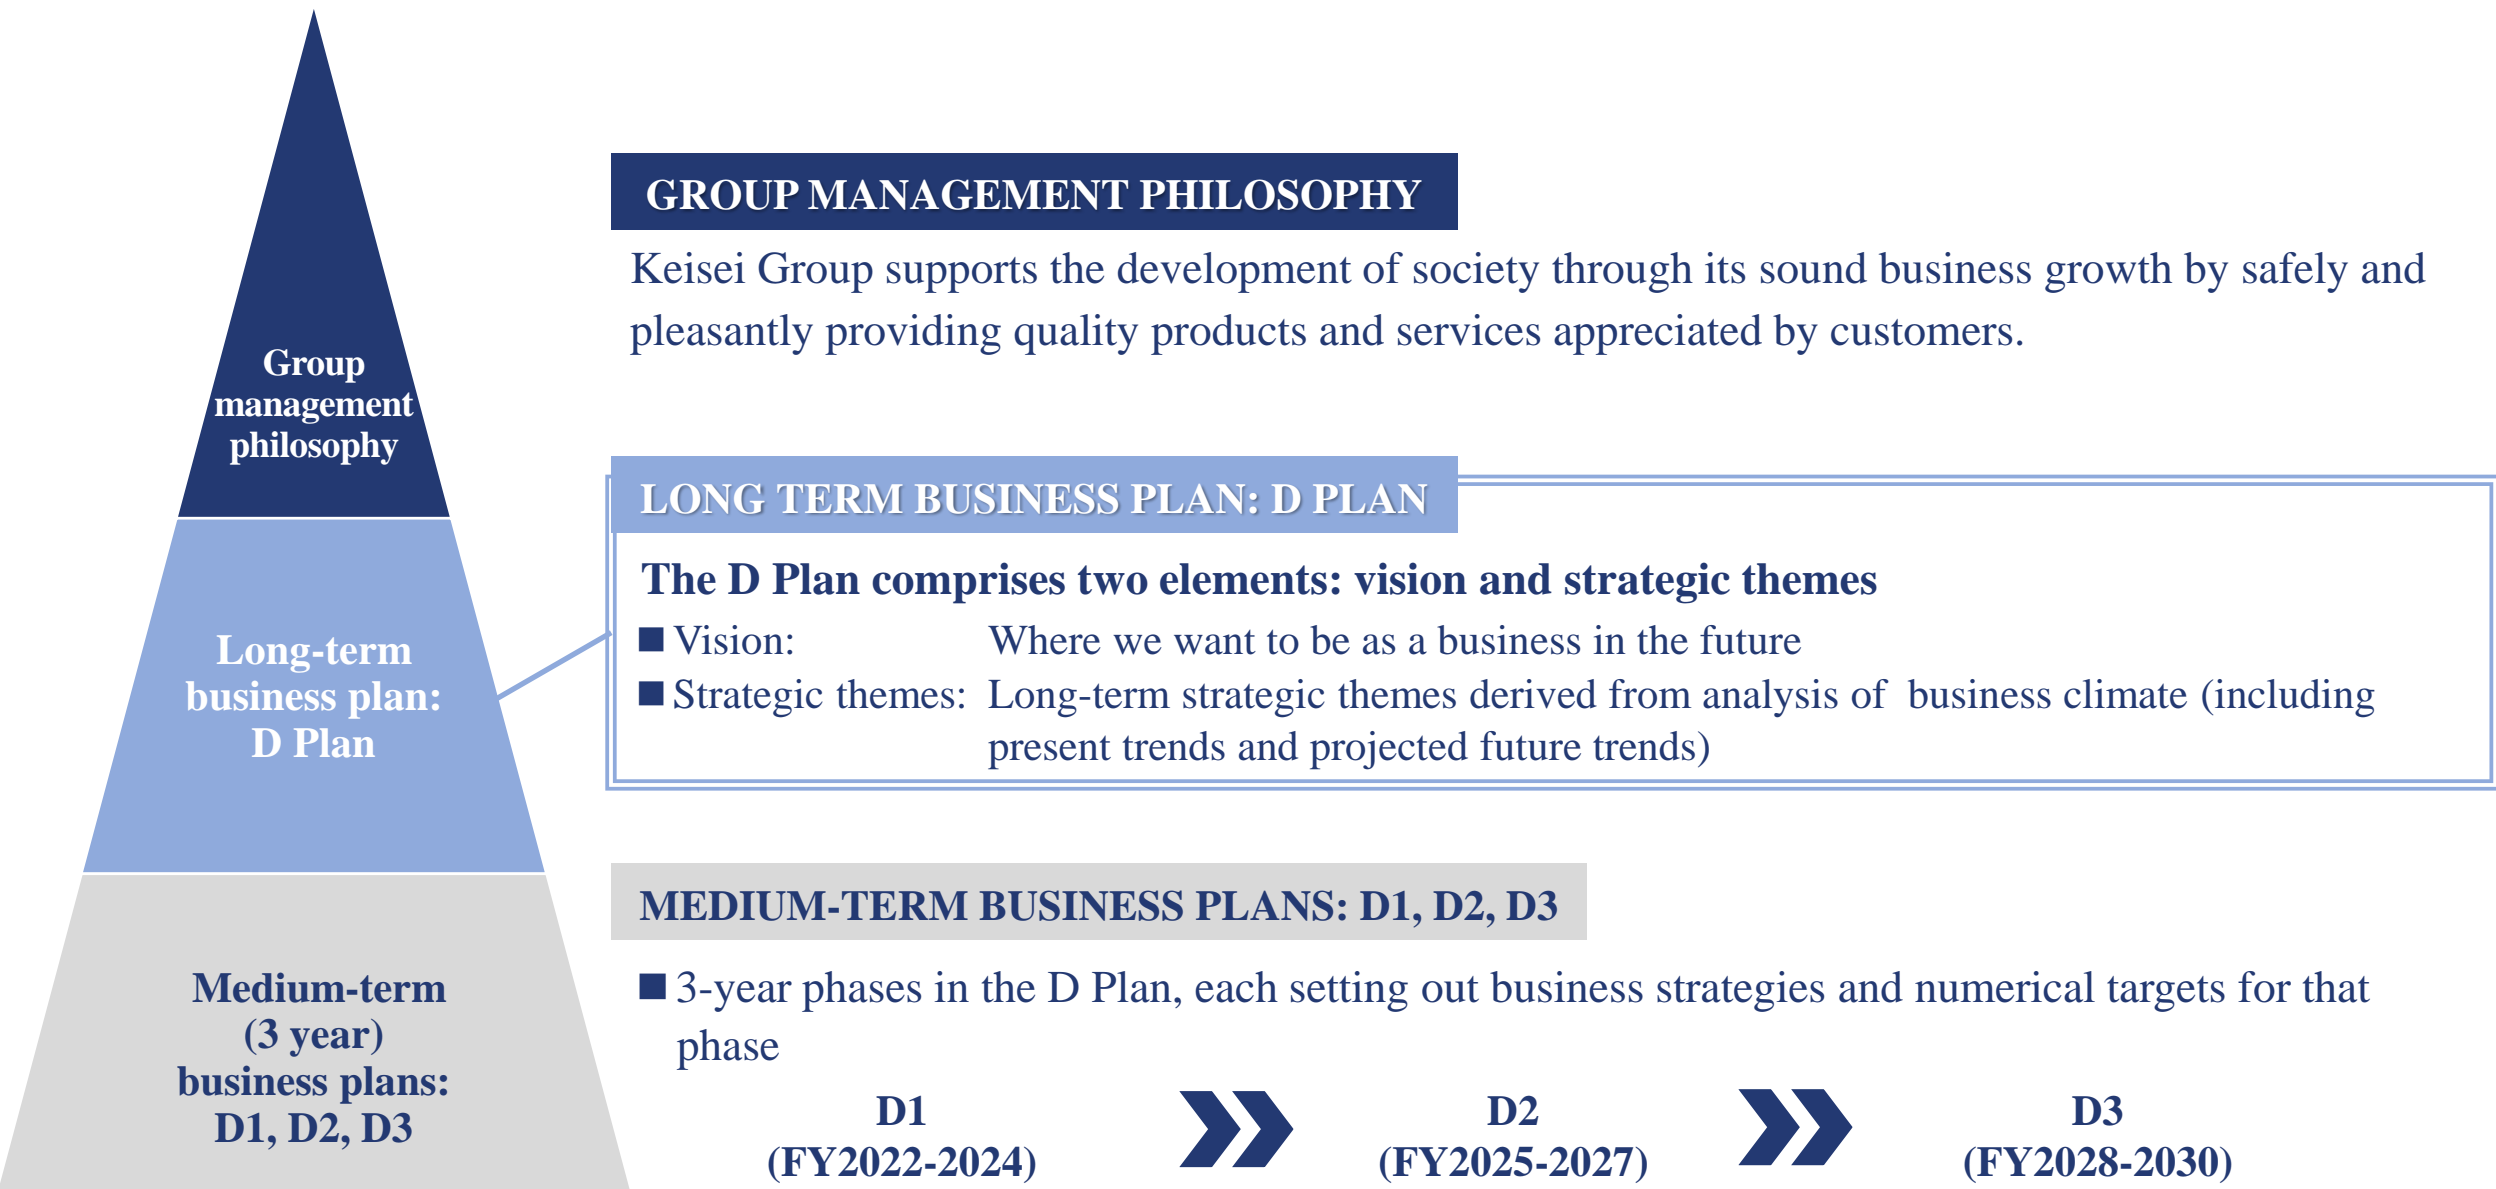 Group
management
philosophy
Long-term
business plan:
D Plan
Medium-term
(3 year)
business plans:
D1, D2, D3
GROUP MANAGEMENT PHILOSOPHY
Keisei Group supports the development of society through its sound business growth by safely and
pleasantly providing quality products and services appreciated by customers.
LONG TERM BUSINESS PLAN: D PLAN
The D Plan comprises two elements: vision and strategic themes
■ Vision: Where we want to be as a business in the future
■ Strategic themes: Long-term strategic themes derived from analysis of business climate (including
present trends and projected future trends)
MEDIUM-TERM BUSINESS PLANS: D1, D2, D3
■ 3-year phases in the D Plan, each setting out business strategies and numerical targets for that
phase
D1
(FY2022-2024)
D2
(FY2025-2027)
D3
(FY2028-2030)